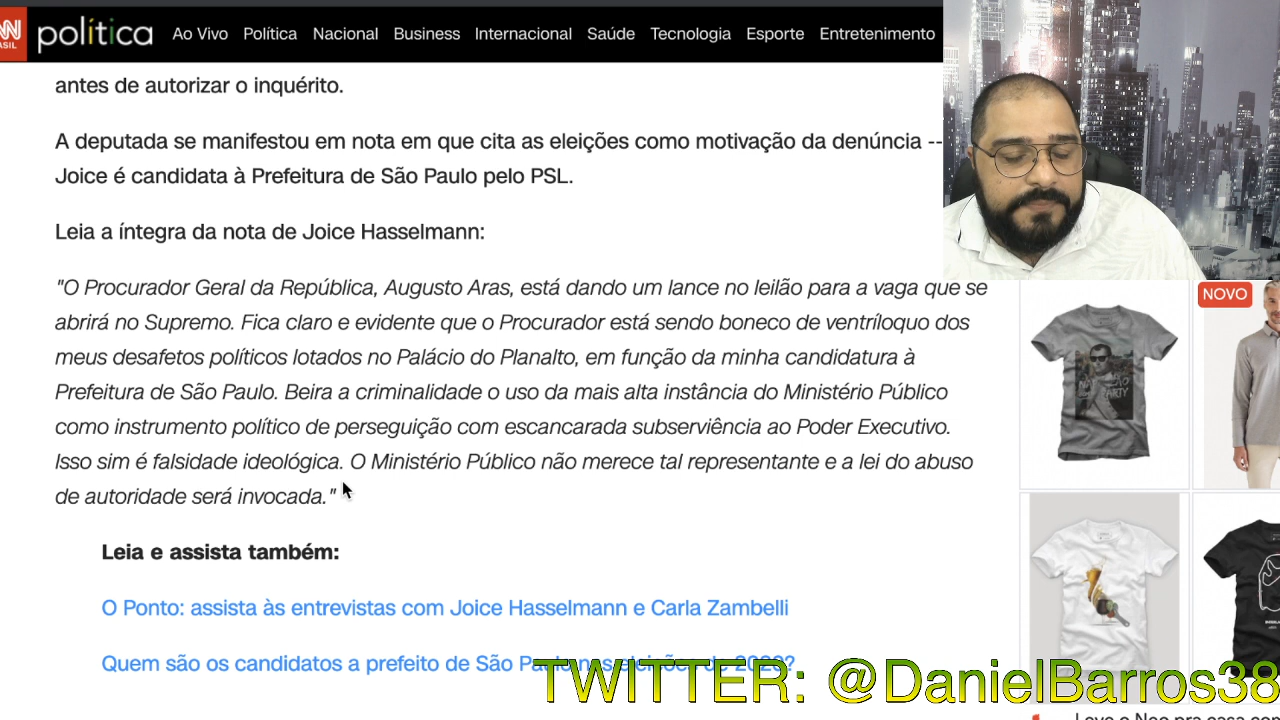 NN
ASIL
política
Ao Vivo Política Nacional Business Internacional Saúde Tecnologia Esporte Entretenimento
antes de autorizar o inquérito.
A deputada se manifestou em nota em que cita as eleições como motivação da denúncia --
Joice é candidata à Prefeitura de São Paulo pelo PSL.
Leia a íntegra da nota de Joice Hasselmann:
"O Procurador Geral da República, Augusto Aras, está dando um lance no leilão para a vaga que se
abrirá no Supremo. Fica claro e evidente que o Procurador está sendo boneco de ventríloquo dos
meus desafetos políticos lotados no Palácio do Planalto, em função da minha candidatura à
Prefeitura de São Paulo. Beira a criminalidade o uso da mais alta instância do Ministério Público
como instrumento político de perseguição com escancarada subserviência ao Poder Executivo.
Isso sim é falsidade ideológica. O Ministério Público não merece tal representante e a lei do abuso
de autoridade será invocada."
NOVO
Leia e assista também:
O Ponto: assista às entrevistas com Joice Hasselmann e Carla Zambelli
Quem são os candidatos a prefeito de São Paulo nas eleições de 2020?
TWITTER: @DanielBarros38